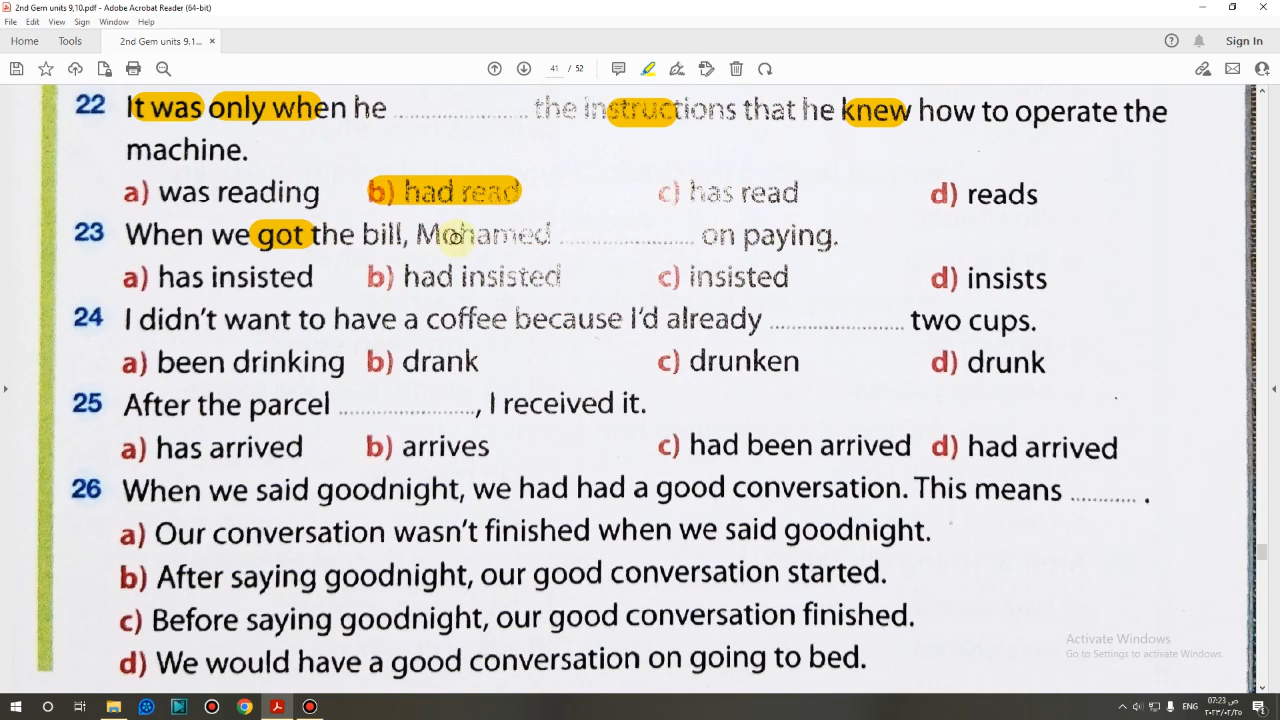 2nd Gem units 9,10.pdf - Adobe Acrobat Reader (64-bit)
File Edit View Sign Window Help
Home Tools 2nd Gem units 9.1... × Sign In
41 / 52
22 It was only when he .................... the instructions that he knew how to operate the
machine.
a) was reading b) had read c) has read d) reads
23 When we got the bill, Mohamed .................... on paying.
a) has insisted b) had insisted c) insisted d) insists
24 I didn't want to have a coffee because I'd already .................... two cups.
a) been drinking b) drank c) drunken d) drunk
25 After the parcel ...................., I received it.
a) has arrived b) arrives c) had been arrived d) had arrived
26 When we said goodnight, we had had a good conversation. This means .......... .
a) Our conversation wasn't finished when we said goodnight.
b) After saying goodnight, our good conversation started.
c) Before saying goodnight, our good conversation finished.
d) We would have a good conversation on going to bed.
Activate Windows
Go to Settings to activate Windows.
ENG 07:23 ص
٢٠٢٣/٠٢/٢٥